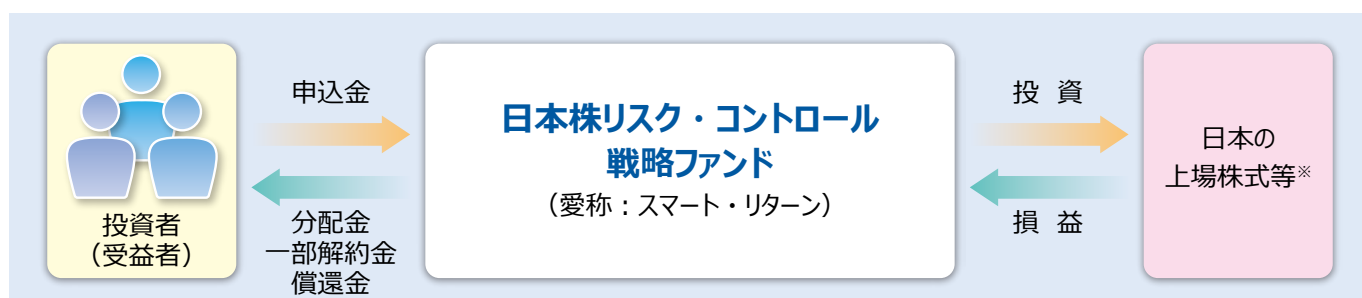 申込金
分配金
一部解約金
償還金
投資者
（受益者）
日本株リスク・コントロール
戦略ファンド
（愛称：スマート・リターン）
投 資
損 益
日本の
上場株式等※